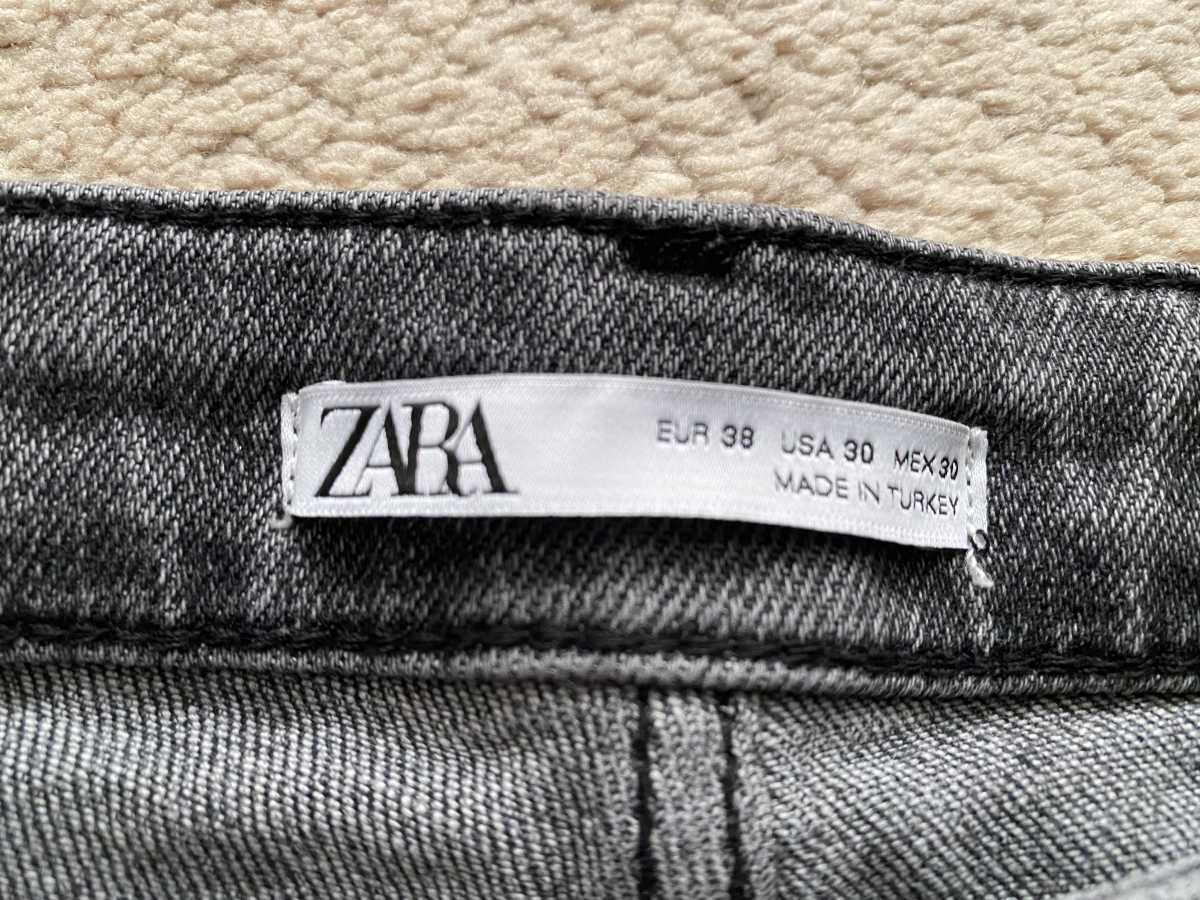 ZARA
EUR 38 USA 30 MEX 30
MADE IN TURKEY